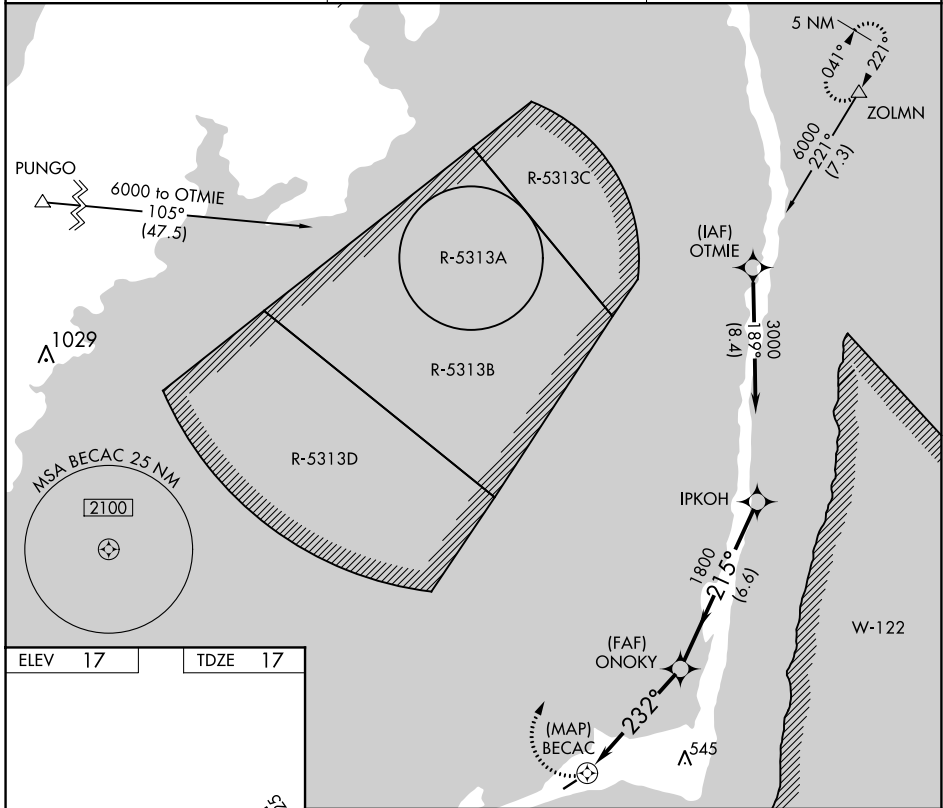 5 NM
041°
221°
ZOLMN
6000
221°
(7.3)
PUNGO
6000 to OTMIE
105°
(47.5)
R-5313C
R-5313A
(IAF)
OTMIE
3000
189°
(8.4)
1029
R-5313B
R-5313D
MSA BECAC 25 NM
2100
IPKOH
1800
215°
(6.6)
W-122
(FAF)
ONOKY
232°
(MAP)
BECAC
545
ELEV 17
TDZE 17